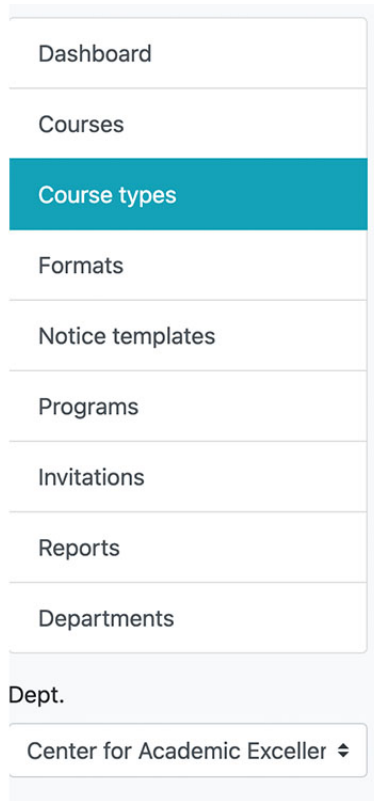 Dashboard
Courses
Course types
Formats
Notice templates
Programs
Invitations
Reports
Departments
Dept.
Center for Academic Exceller